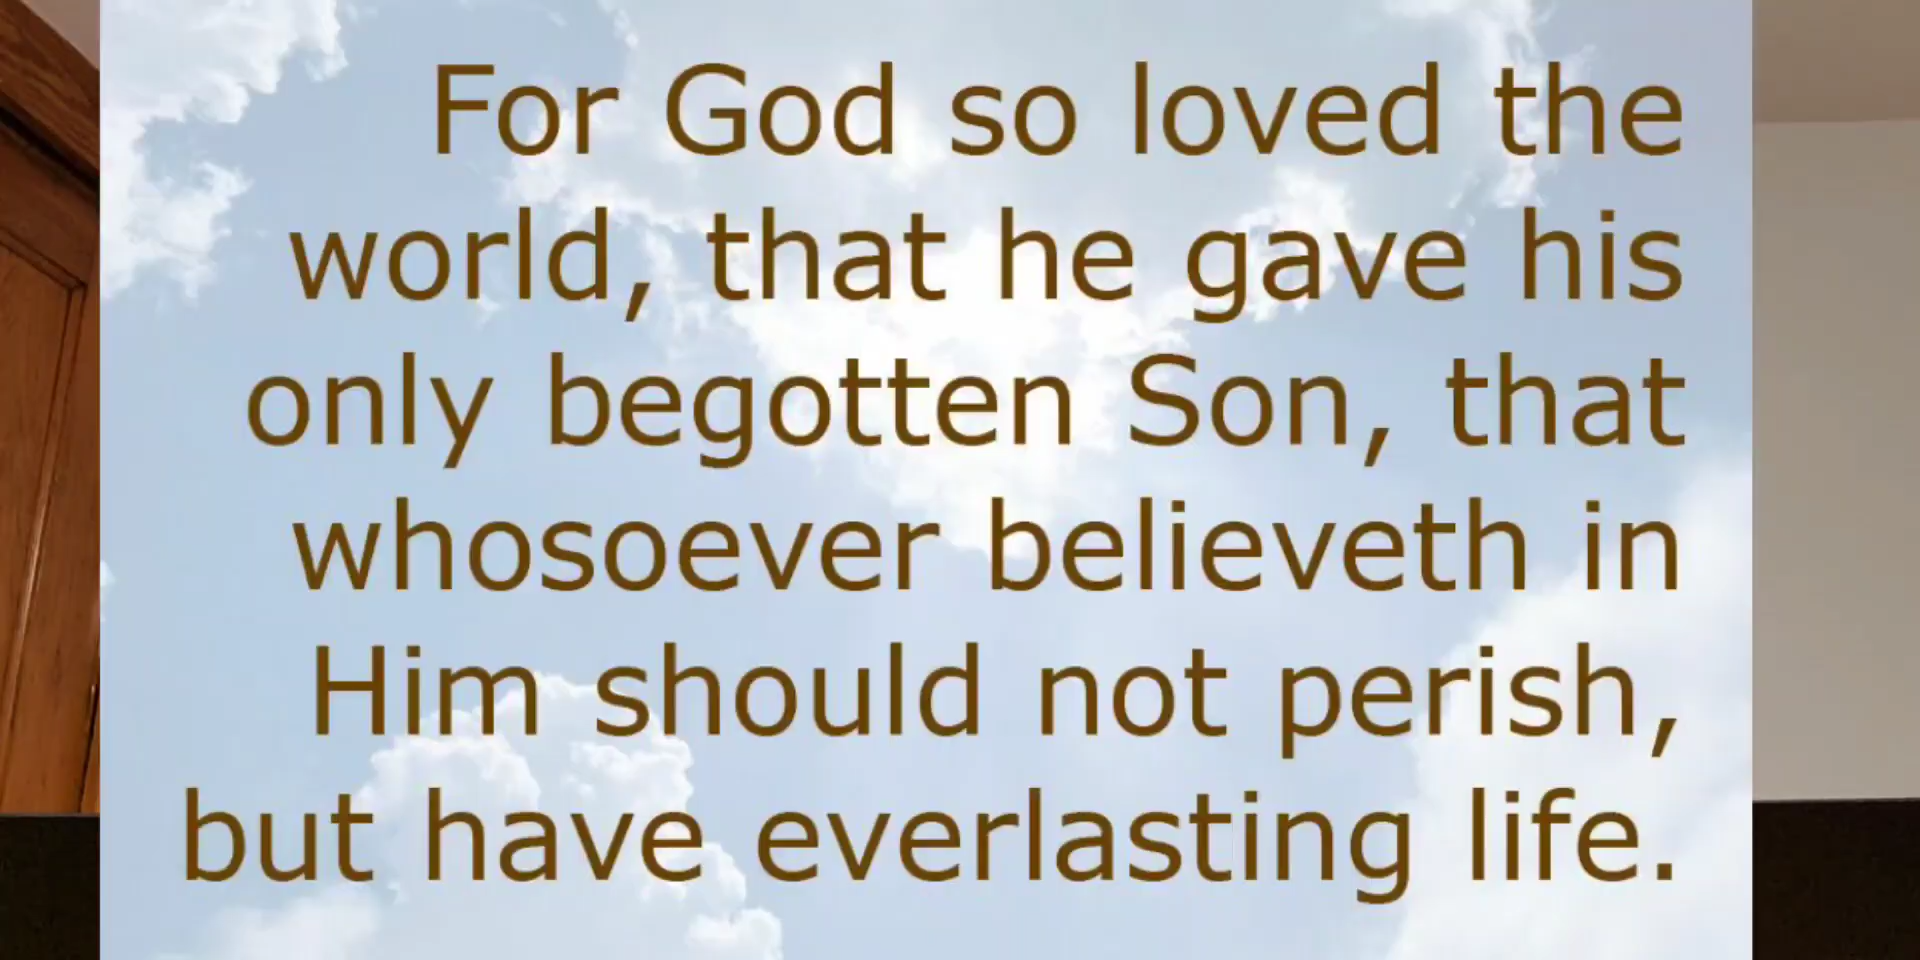 For God so loved the
world, that he gave his
only begotten Son, that
whosoever believeth in
Him should not perish,
but have everlasting life.